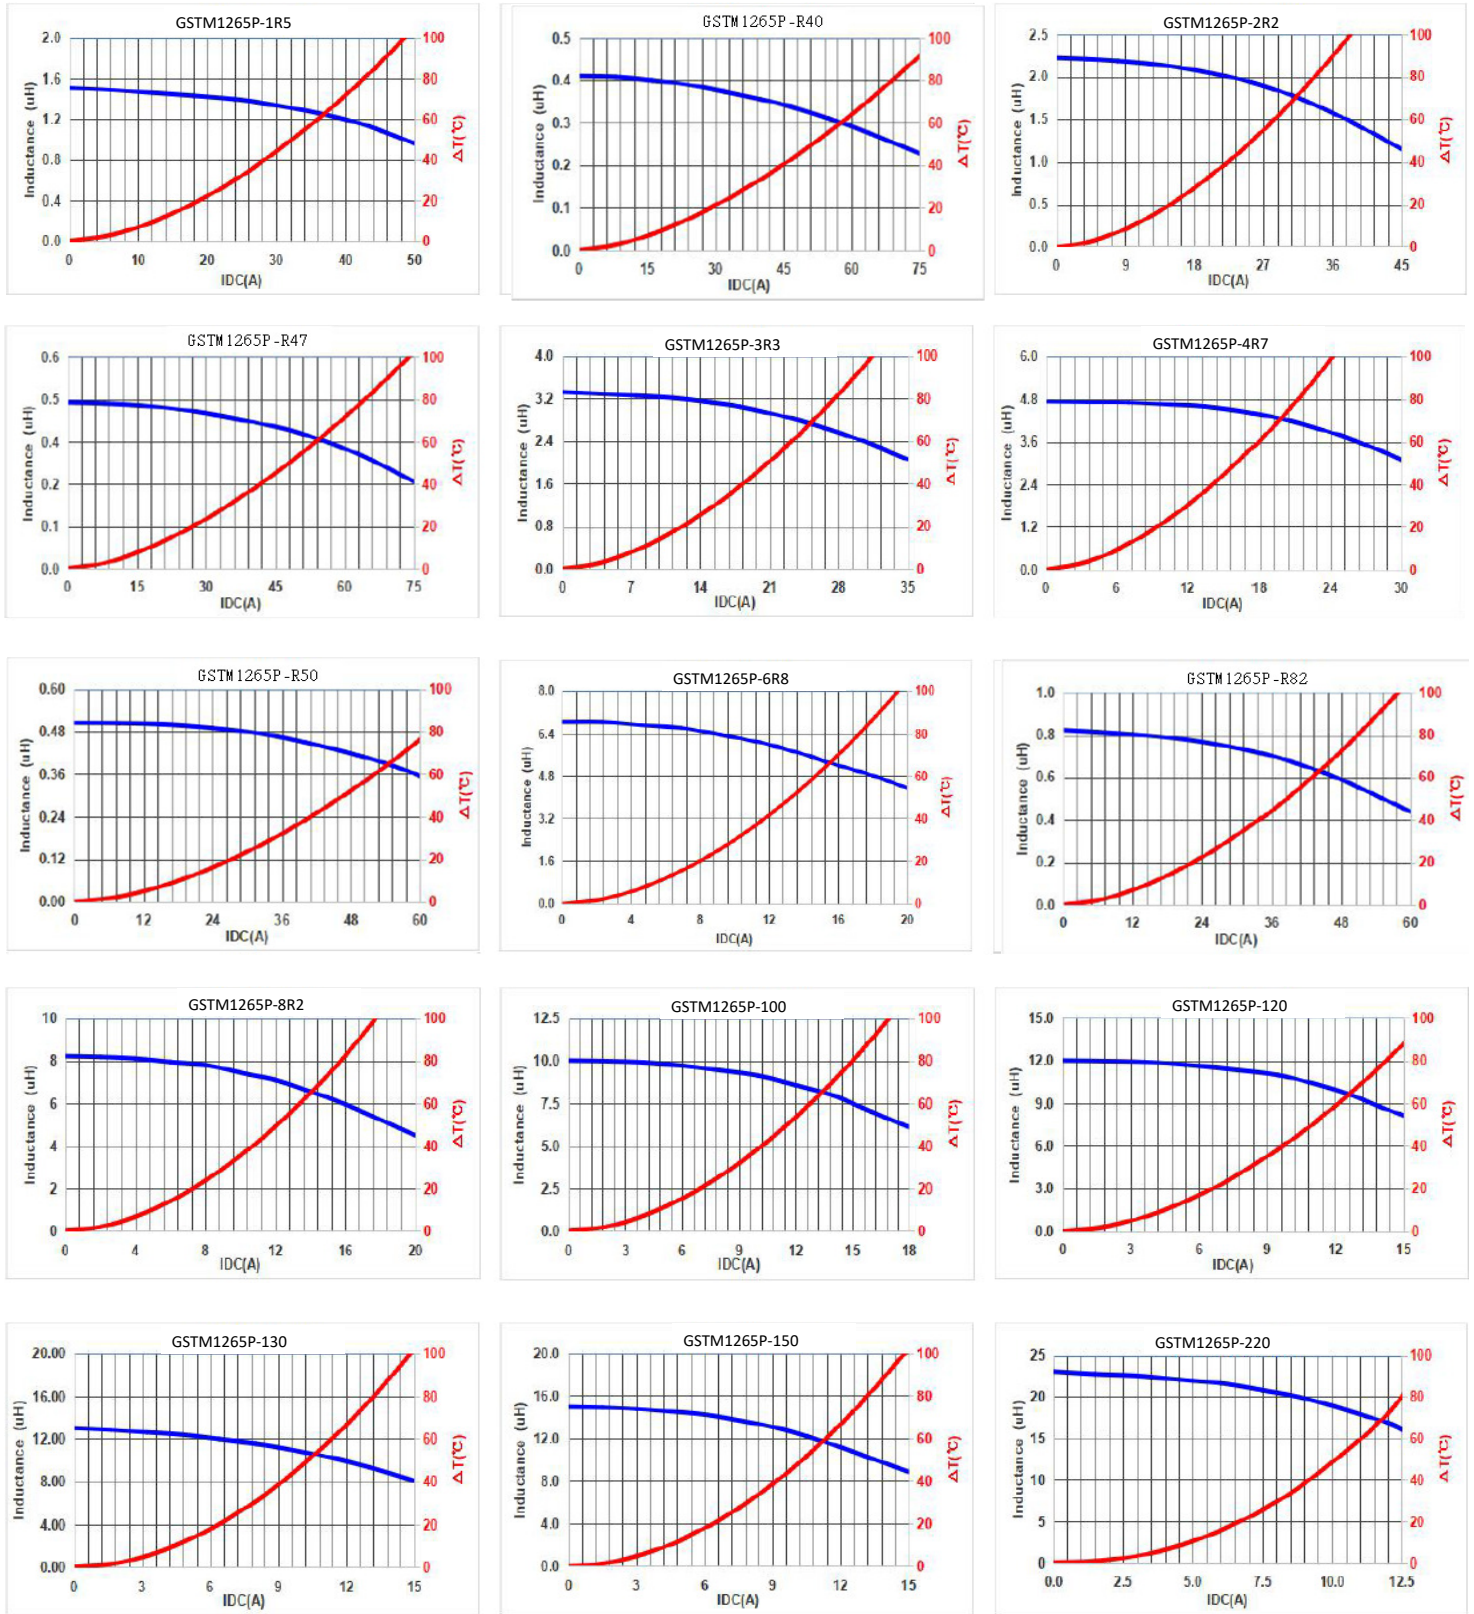 GSTM1265P-1R5
2.0
1.6
1.2
0.8
0.4
0.0
Inductance (uH)
100
80
60
40
20
0
ΔT(℃)
0 10 20 30 40 50
IDC(A)
GSTM1265P-R40
0.5
0.4
0.3
0.2
0.1
0.0
Inductance (uH)
100
80
60
40
20
0
ΔT(℃)
0 15 30 45 60 75
IDC(A)
GSTM1265P-2R2
2.5
2.0
1.5
1.0
0.5
0.0
Inductance (uH)
100
80
60
40
20
0
ΔT(℃)
0 9 18 27 36 45
IDC(A)
GSTM1265P-R47
0.6
0.5
0.4
0.2
0.1
0.0
Inductance (uH)
100
80
60
40
20
0
ΔT(℃)
0 15 30 45 60 75
IDC(A)
GSTM1265P-3R3
4.0
3.2
2.4
1.6
0.8
0.0
Inductance (uH)
100
80
60
40
20
0
ΔT(℃)
0 7 14 21 28 35
IDC(A)
GSTM1265P-4R7
6.0
4.8
3.6
2.4
1.2
0.0
Inductance (uH)
100
80
60
40
20
0
ΔT(℃)
0 6 12 18 24 30
IDC(A)
GSTM1265P-R50
0.60
0.48
0.36
0.24
0.12
0.00
Inductance (uH)
100
80
60
40
20
0
ΔT(℃)
0 12 24 36 48 60
IDC(A)
GSTM1265P-6R8
8.0
6.4
4.8
3.2
1.6
0.0
Inductance (uH)
100
80
60
40
20
0
ΔT(℃)
0 4 8 12 16 20
IDC(A)
GSTM1265P-R82
1.0
0.8
0.6
0.4
0.2
0.0
Inductance (uH)
100
80
60
40
20
0
ΔT(℃)
0 12 24 36 48 60
IDC(A)
GSTM1265P-8R2
10
8
6
4
2
0
Inductance (uH)
100
80
60
40
20
0
ΔT(℃)
0 4 8 12 16 20
IDC(A)
GSTM1265P-100
12.5
10.0
7.5
5.0
2.5
0.0
Inductance (uH)
100
80
60
40
20
0
ΔT(℃)
0 3 6 9 12 15 18
IDC(A)
GSTM1265P-120
15.0
12.0
9.0
6.0
3.0
0.0
Inductance (uH)
100
80
60
40
20
0
ΔT(℃)
0 3 6 9 12 15
IDC(A)
GSTM1265P-130
20.00
16.00
12.00
8.00
4.00
0.00
Inductance (uH)
100
80
60
40
20
0
ΔT(℃)
0 3 6 9 12 15
IDC(A)
GSTM1265P-150
20.0
16.0
12.0
8.0
4.0
0.0
Inductance (uH)
100
80
60
40
20
0
ΔT(℃)
0 3 6 9 12 15
IDC(A)
GSTM1265P-220
25
20
15
10
5
0
Inductance (uH)
100
80
60
40
20
0
ΔT(℃)
0.0 2.5 5.0 7.5 10.0 12.5
IDC(A)